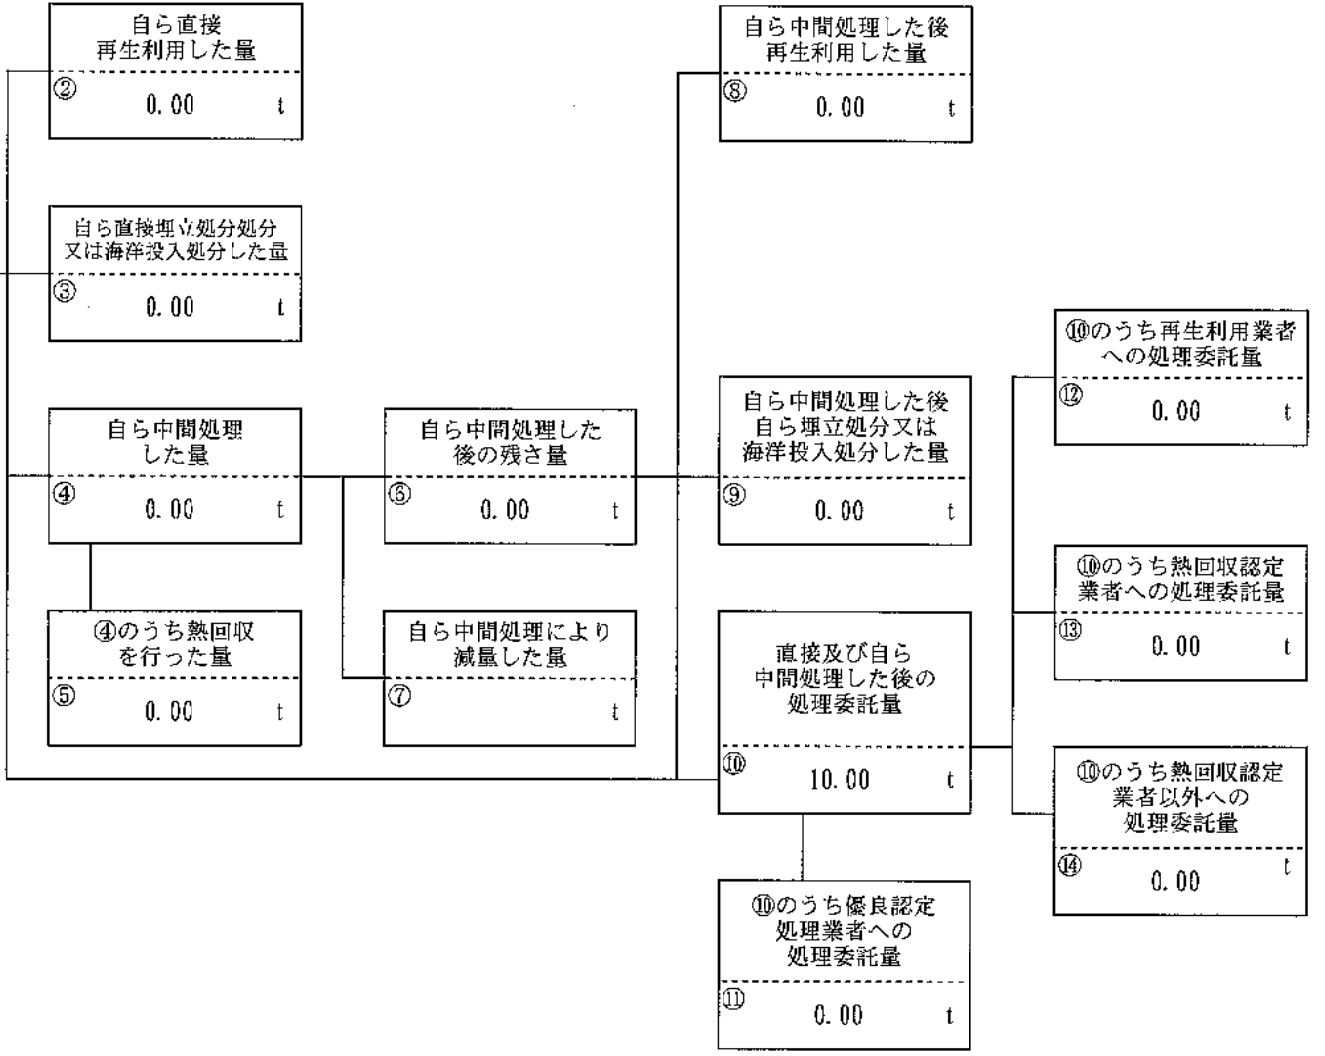 自ら直接
再生利用した量
② 0.00 t
自ら中間処理した後
再生利用した量
⑧ 0.00 t
自ら直接埋立処分処分
又は海洋投入処分した量
③ 0.00 t
⑩のうち再生利用業者
への処理委託量
⑫ 0.00 t
自ら中間処理
した量
④ 0.00 t
自ら中間処理した
後の残さ量
⑥ 0.00 t
自ら中間処理した後
自ら埋立処分又は
海洋投入処分した量
⑨ 0.00 t
⑩のうち熱回収認定
業者への処理委託量
⑬ 0.00 t
④のうち熱回収
を行った量
⑤ 0.00 t
自ら中間処理により
減量した量
⑦ t
直接及び自ら
中間処理した後の
処理委託量
⑩ 10.00 t
⑩のうち熱回収認定
業者以外への
処理委託量
⑭ 0.00 t
⑩のうち優良認定
処理業者への
処理委託量
⑪ 0.00 t